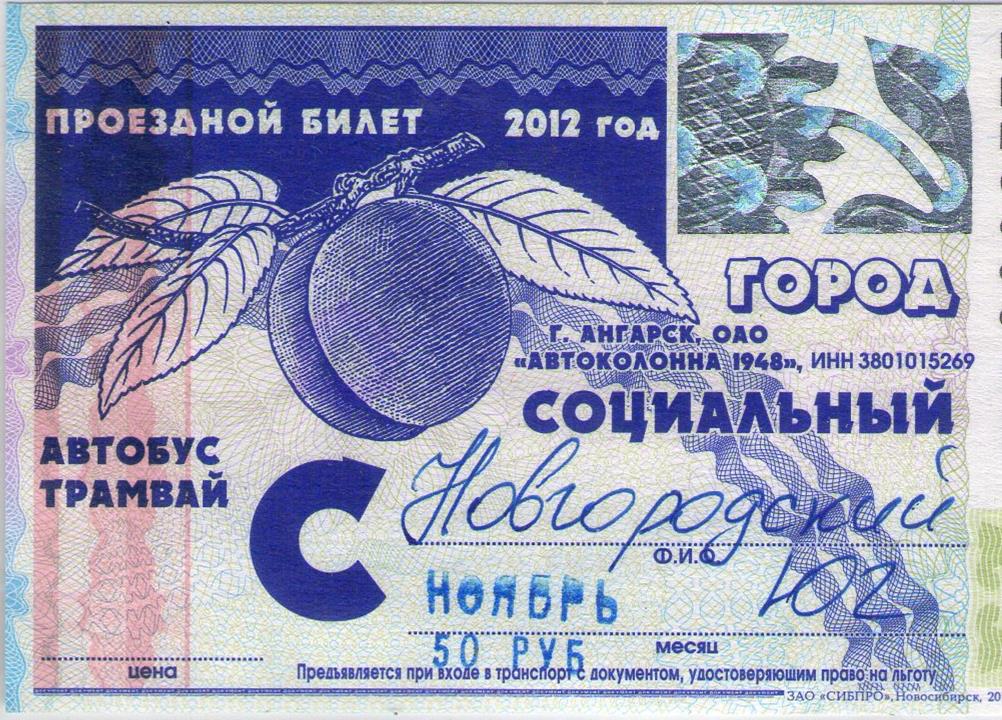 ПРОЕЗДНОЙ БИЛЕТ 2012 ГОД
ГОРОД
Г. АНГАРСК, ОАО
«АВТОКОЛОННА 1948», ИНН 3801015269
СОЦИАЛЬНЫЙ
АВТОБУС
ТРАМВАЙ
С
Новгородский
Ф.И.О.
НОЯБРЬ
месяц
50 РУБ
цена
Предъявляется при входе в транспорт с документом, удостоверяющим право на льготу
ЗАО «СИБПРО», Новосибирск, 20